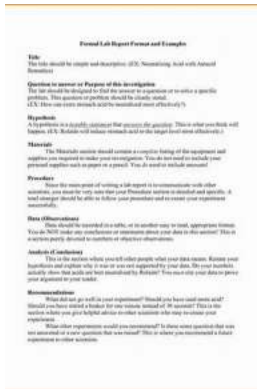 Formal Lab Report Format and Examples
Title
The title should be simple and descriptive. (EX: Neutralizing Acid with Antacid
Remedies)
Question to answer or Purpose of this investigation
The lab should be designed to find the answer to a question or to solve a specific
problem. This question or problem should be clearly stated.
(EX: How can extra stomach acid be neutralized most effectively?)
Hypothesis
A hypothesis is a testable statement that answers the question. This is what you think will
happen. (EX: Rolaids will reduce stomach acid to the target level most effectively.)
Materials
The Materials section should contain a complete listing of the equipment and
supplies you required to make your investigation. You do not need to include your
personal supplies such as paper or a pencil. You do need to include amounts!
Procedure
Since the main point of writing a lab report is to communicate with other
scientists, you must be very sure that your Procedure section is detailed and specific. A
total stranger should be able to follow your procedure and to repeat your experiment
successfully.
Data (Observations)
Data should be recorded in a table, or in another easy to read, appropriate format.
You do NOT make any conclusions or statements about your data in this section! This is
a section purely devoted to numbers or objective observations.
Analysis (Conclusion)
This is the section where you tell other people what your data means. Restate your
hypothesis and explain why it was or was not supported by your data. Do your numbers
actually show that acids are best neutralized by Rolaids? You use your data to prove
your argument to your reader.
Recommendations
What did not go well in your experiment? Should you have used more acid?
Should you have stirred a beaker for one minute instead of 30 seconds? This is the
section where you give helpful advice to other scientists who may re-create your
experiment.
What other experiments would you recommend? Is there some question that was
not answered or a new question that was raised? This is where you recommend a future
experiment to other scientists.